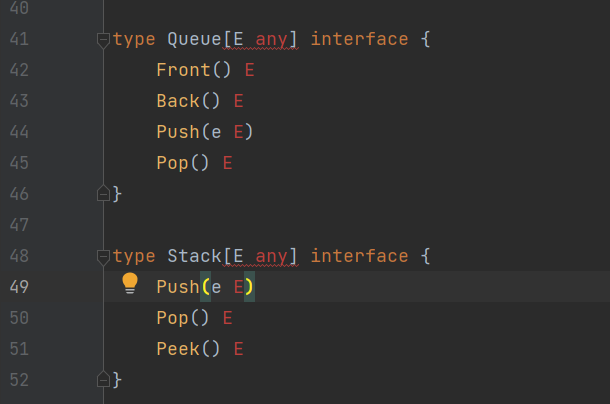 40
41 type Queue[E any] interface {
42 Front() E
43 Back() E
44 Push(e E)
45 Pop() E
46 }
47
48 type Stack[E any] interface {
49 Push(e E)
50 Pop() E
51 Peek() E
52 }